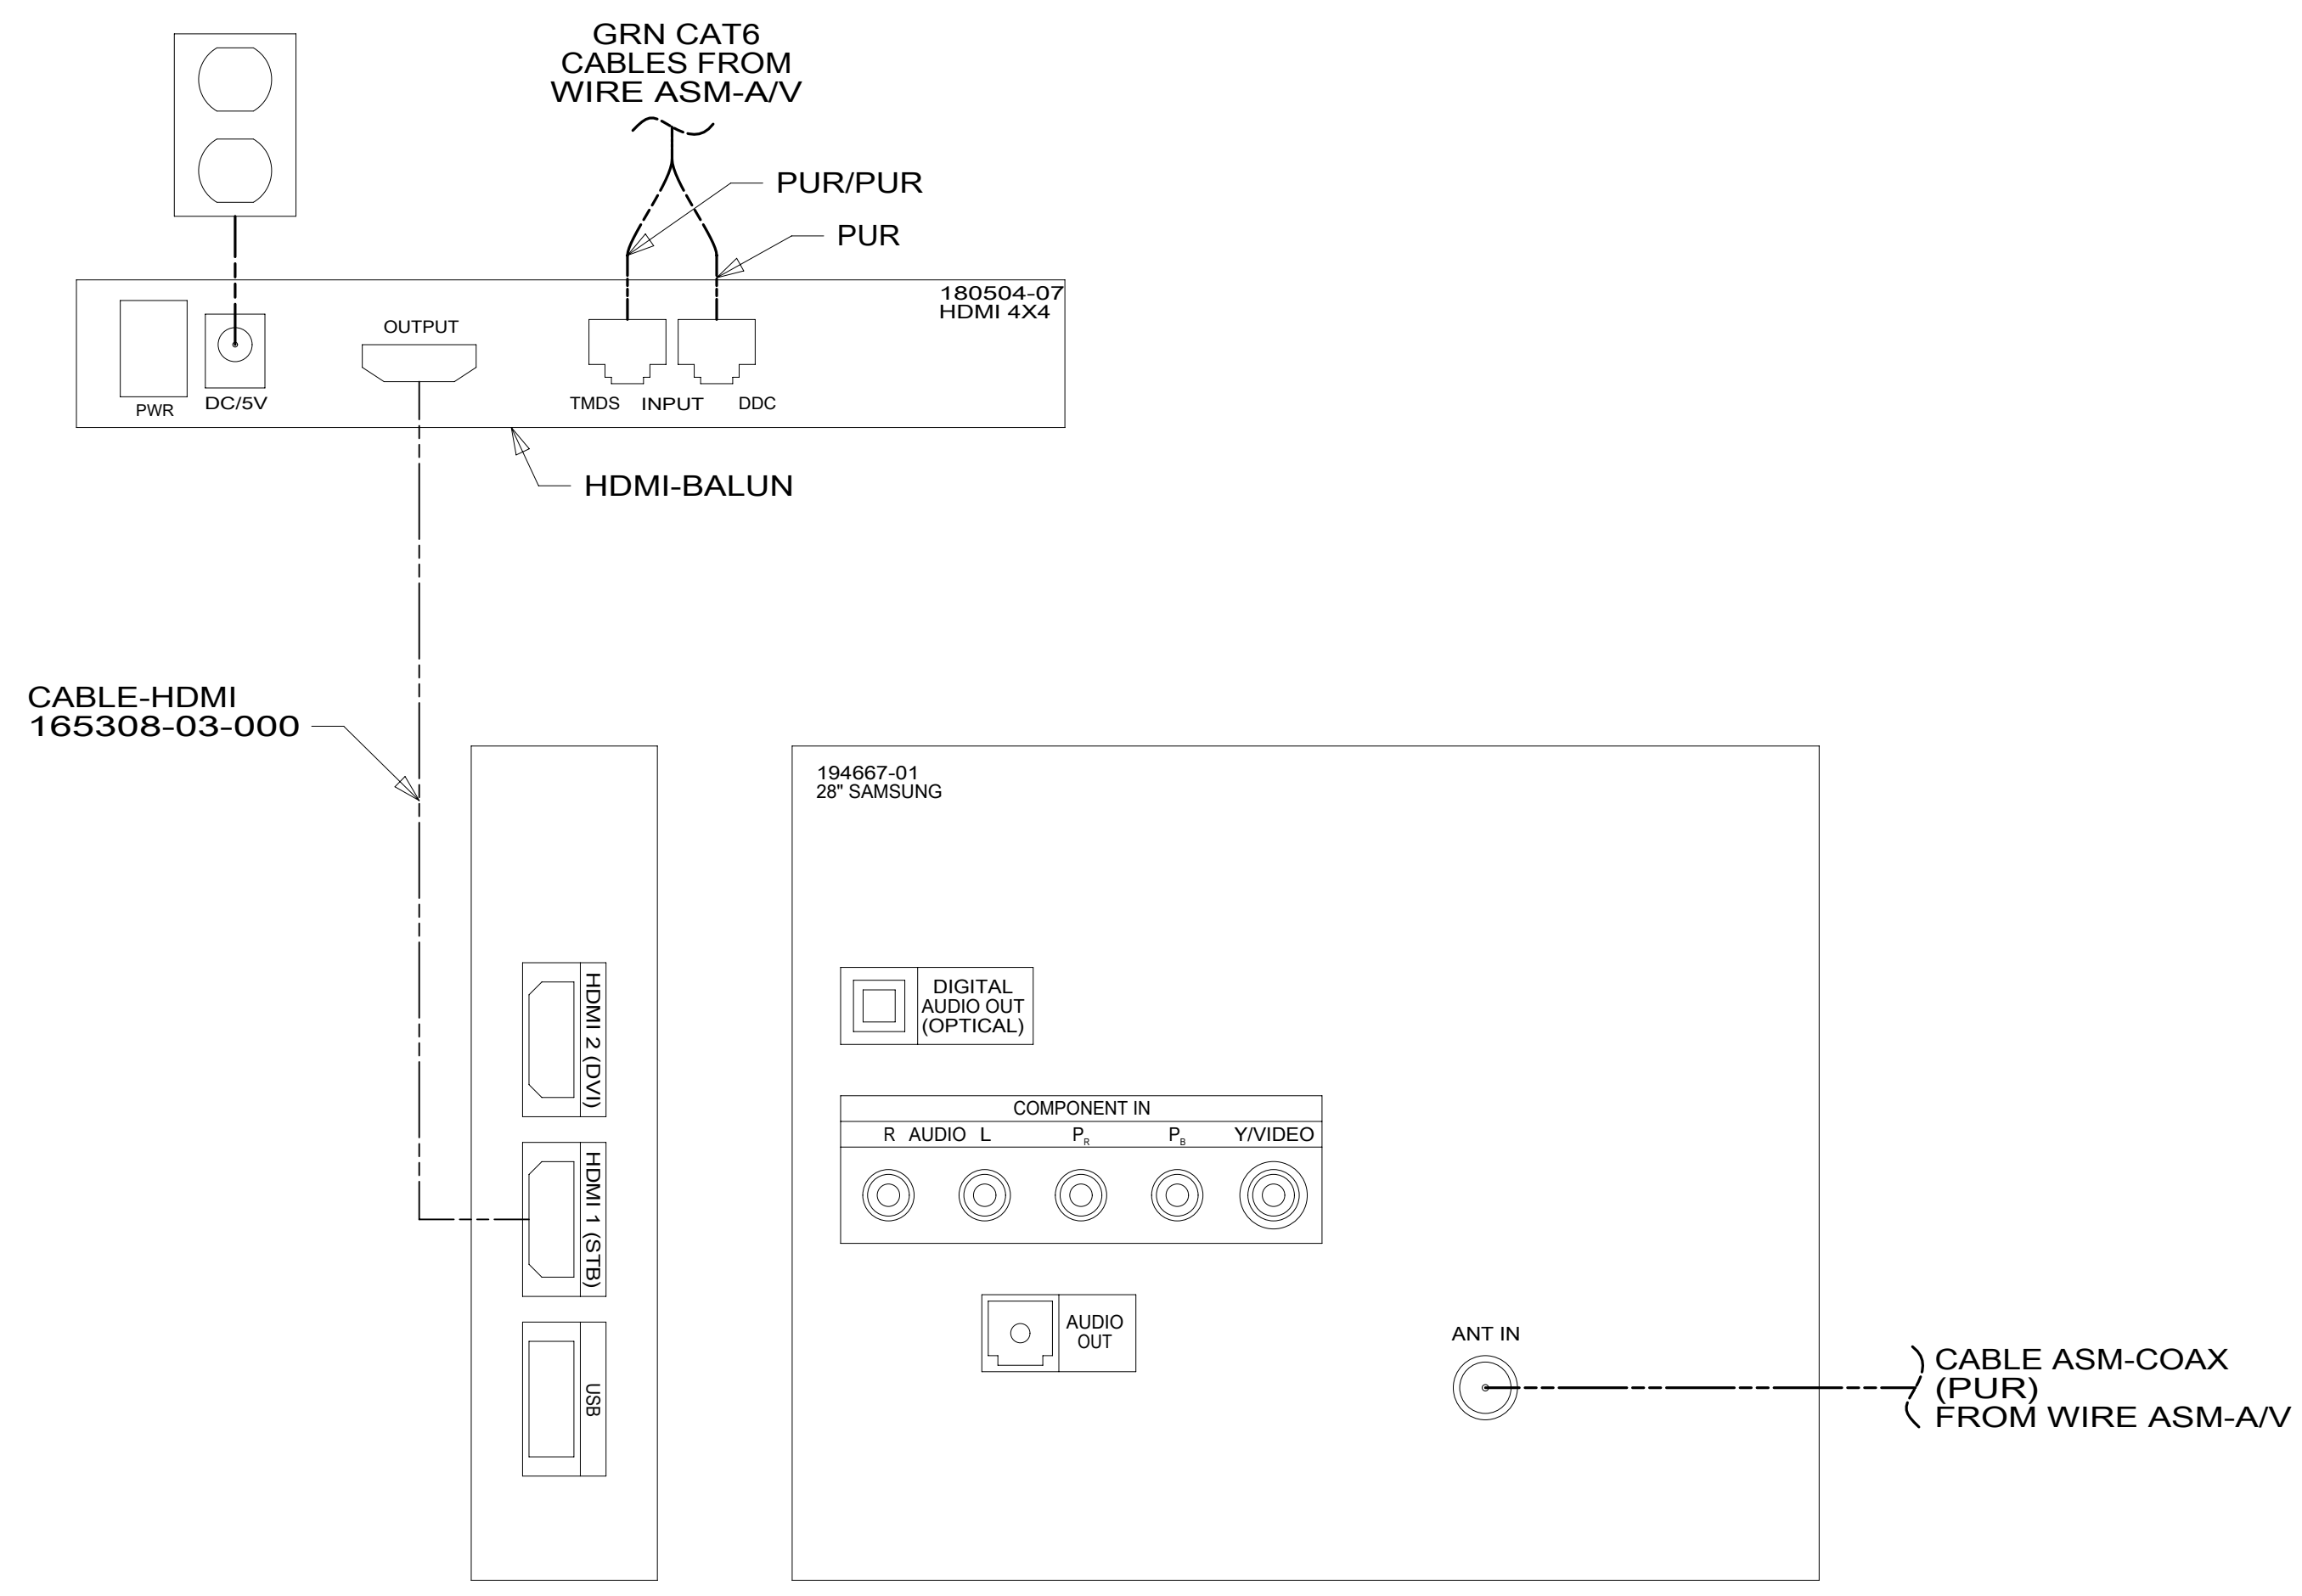 GRN CAT6
CABLES FROM
WIRE ASM-A/V
PUR/PUR
PUR
180504-07
HDMI 4X4
OUTPUT
PWR
DC/5V
TMDS
INPUT
DDC
HDMI-BALUN
CABLE-HDMI
165308-03-000
194667-01
28" SAMSUNG
HDMI 2 (DVI)
HDMI 1 (STB)
USB
DIGITAL
AUDIO OUT
(OPTICAL)
COMPONENT IN
R AUDIO L PR PB Y/VIDEO
AUDIO
OUT
ANT IN
CABLE ASM-COAX
(PUR)
FROM WIRE ASM-A/V